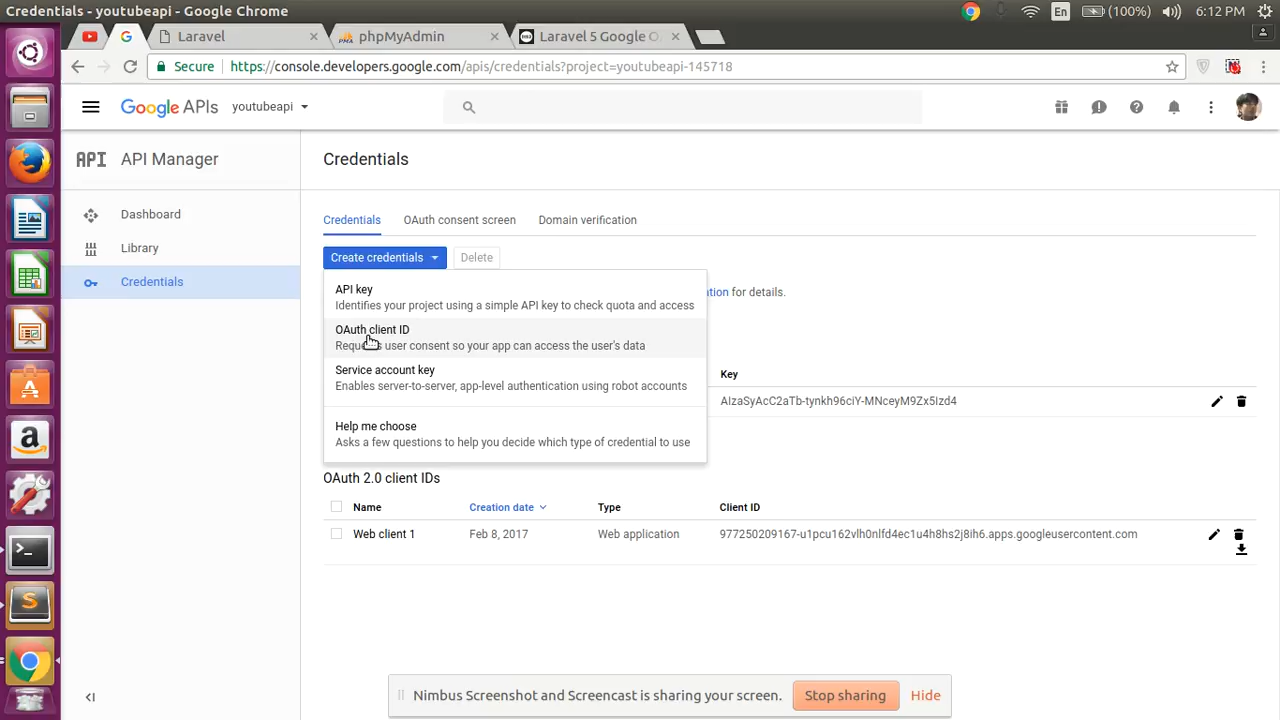 Credentials - youtubeapi - Google Chrome
En (100%) 6:12 PM
Laravel
phpMyAdmin
Laravel 5 Google O
Secure https://console.developers.google.com/apis/credentials?project=youtubeapi-145718
Google APIs youtubeapi
API API Manager
Credentials
Dashboard
Library
Credentials
Credentials OAuth consent screen Domain verification
Create credentials Delete
API key
Identifies your project using a simple API key to check quota and access
for details.
OAuth client ID
user consent so your app can access the user's data
Service account key
Enables server-to-server, app-level authentication using robot accounts
Help me choose
Asks a few questions to help you decide which type of credential to use
Key
AIzaSyAcC2aTb-tynkh96ciY-MNceyM9Zx5Izd4
OAuth 2.0 client IDs
Name Creation date Type Client ID
Web client 1 Feb 8, 2017 Web application 977250209167-u1pcu162vlh0nlfd4ec1u4h8hs2j8ih6.apps.googleusercontent.com
Nimbus Screenshot and Screencast is sharing your screen. Stop sharing Hide